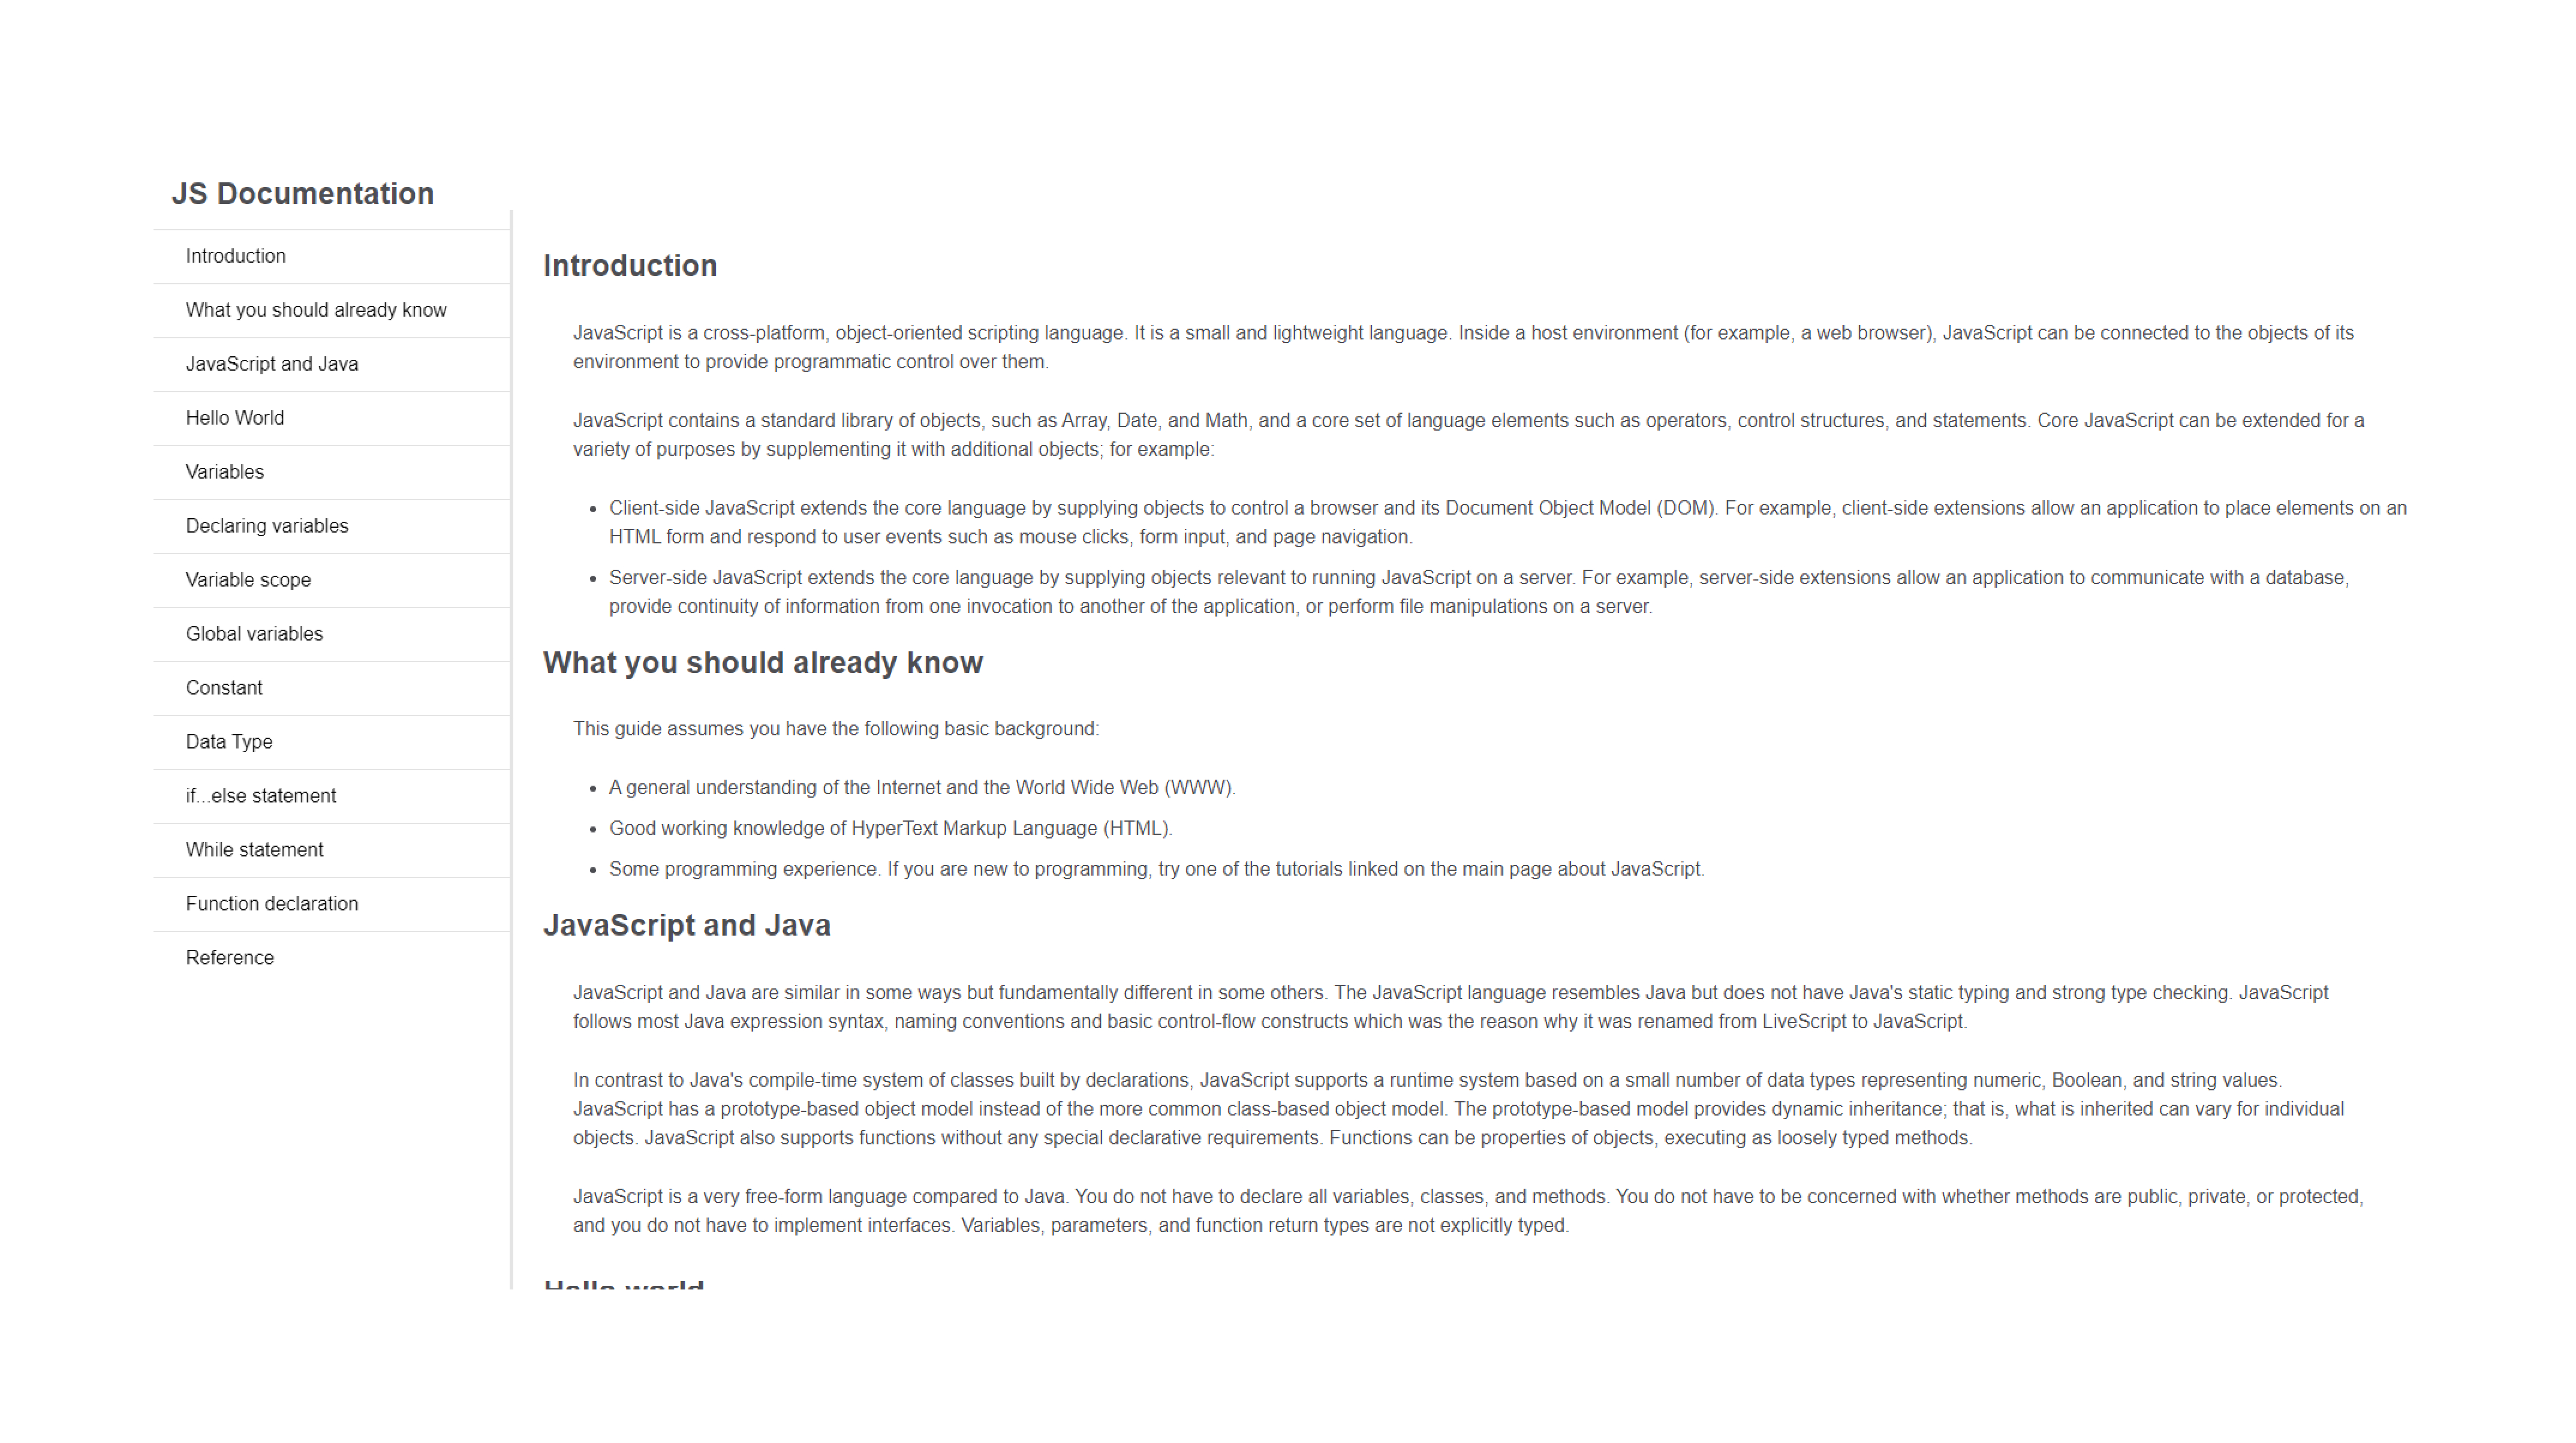 JS Documentation
Introduction
What you should already know
JavaScript and Java
Hello World
Variables
Declaring variables
Variable scope
Global variables
Constant
Data Type
if...else statement
While statement
Function declaration
Reference
Introduction
JavaScript is a cross-platform, object-oriented scripting language. It is a small and lightweight language. Inside a host environment (for example, a web browser), JavaScript can be connected to the objects of its
environment to provide programmatic control over them.
JavaScript contains a standard library of objects, such as Array, Date, and Math, and a core set of language elements such as operators, control structures, and statements. Core JavaScript can be extended for a
variety of purposes by supplementing it with additional objects; for example:
• Client-side JavaScript extends the core language by supplying objects to control a browser and its Document Object Model (DOM). For example, client-side extensions allow an application to place elements on an
HTML form and respond to user events such as mouse clicks, form input, and page navigation.
• Server-side JavaScript extends the core language by supplying objects relevant to running JavaScript on a server. For example, server-side extensions allow an application to communicate with a database,
provide continuity of information from one invocation to another of the application, or perform file manipulations on a server.
What you should already know
This guide assumes you have the following basic background:
• A general understanding of the Internet and the World Wide Web (WWW).
• Good working knowledge of HyperText Markup Language (HTML).
• Some programming experience. If you are new to programming, try one of the tutorials linked on the main page about JavaScript.
JavaScript and Java
JavaScript and Java are similar in some ways but fundamentally different in some others. The JavaScript language resembles Java but does not have Java's static typing and strong type checking. JavaScript
follows most Java expression syntax, naming conventions and basic control-flow constructs which was the reason why it was renamed from LiveScript to JavaScript.
In contrast to Java's compile-time system of classes built by declarations, JavaScript supports a runtime system based on a small number of data types representing numeric, Boolean, and string values.
JavaScript has a prototype-based object model instead of the more common class-based object model. The prototype-based model provides dynamic inheritance; that is, what is inherited can vary for individual
objects. JavaScript also supports functions without any special declarative requirements. Functions can be properties of objects, executing as loosely typed methods.
JavaScript is a very free-form language compared to Java. You do not have to declare all variables, classes, and methods. You do not have to be concerned with whether methods are public, private, or protected,
and you do not have to implement interfaces. Variables, parameters, and function return types are not explicitly typed.
Hello world